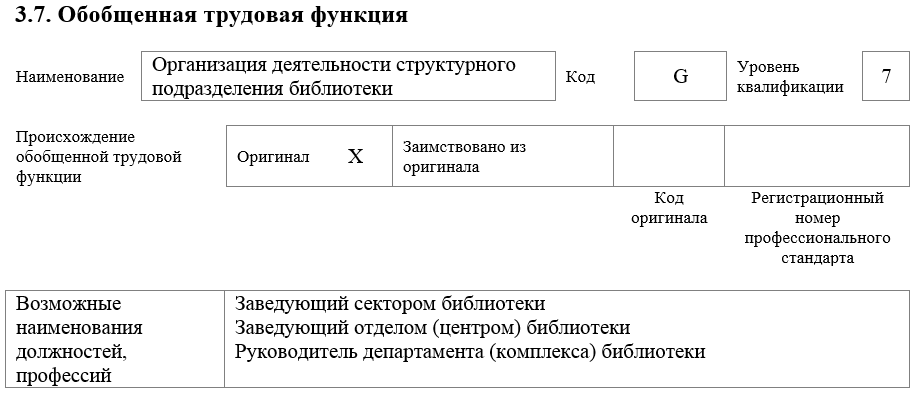 3.7. Обобщенная трудовая функция
Наименование
Организация деятельности структурного
подразделения библиотеки
Код
G
Уровень
квалификации
7
Происхождение
обобщенной трудовой
функции
Оригинал X
Заимствовано из
оригинала
Код
оригинала
Регистрационный
номер
профессионального
стандарта
Возможные
наименования
должностей,
профессий
Заведующий сектором библиотеки
Заведующий отделом (центром) библиотеки
Руководитель департамента (комплекса) библиотеки